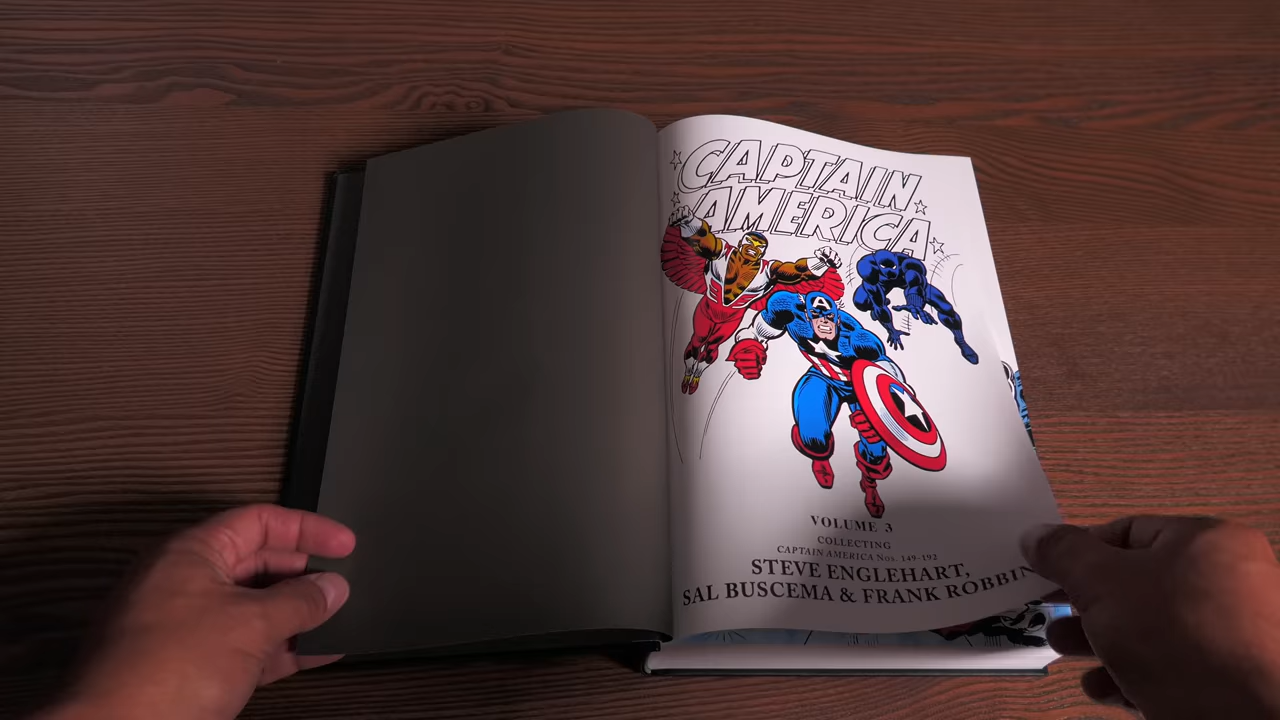 CAPTAIN
AMERICA
A
VOLUME 3
COLLECTING
CAPTAIN AMERICA Nos. 149-192
STEVE ENGLEHART,
SAL BUSCEMA & FRANK ROBBIN